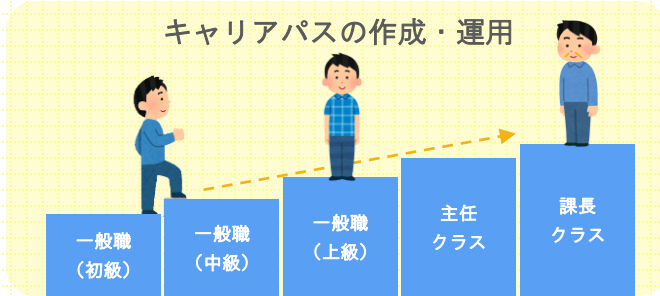 キャリアパスの作成・運用
一般職
（初級）
一般職
（中級）
一般職
（上級）
主任
クラス
課長
クラス